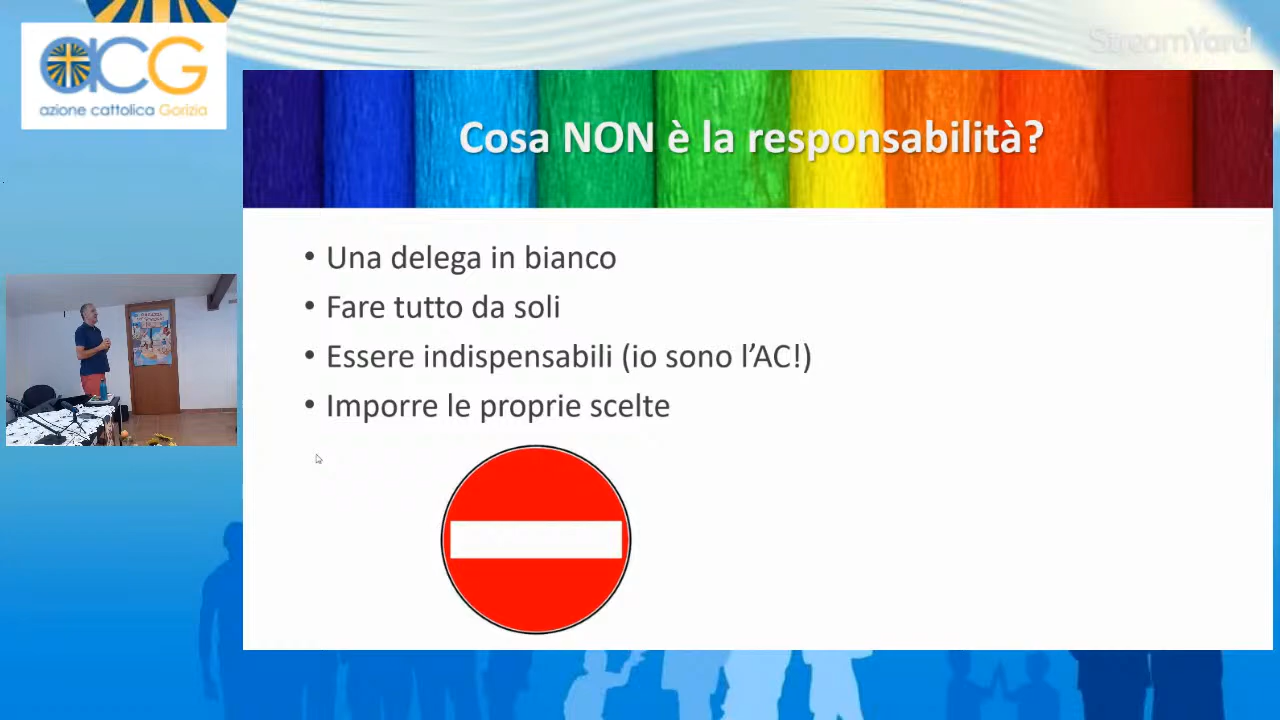 StreamYard
aCG
azione cattolica Gorizia
Cosa NON è la responsabilità?
• Una delega in bianco
• Fare tutto da soli
• Essere indispensabili (io sono l’AC!)
• Imporre le proprie scelte